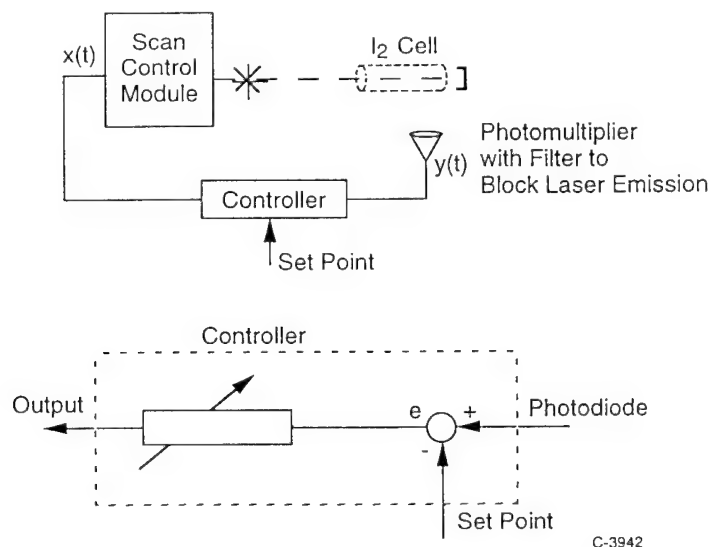 x(t)
Scan
Control
Module
I₂ Cell
Photomultiplier
with Filter to
Block Laser Emission
y(t)
Controller
Set Point
Controller
Output
e
+
Photodiode
-
Set Point
C-3942